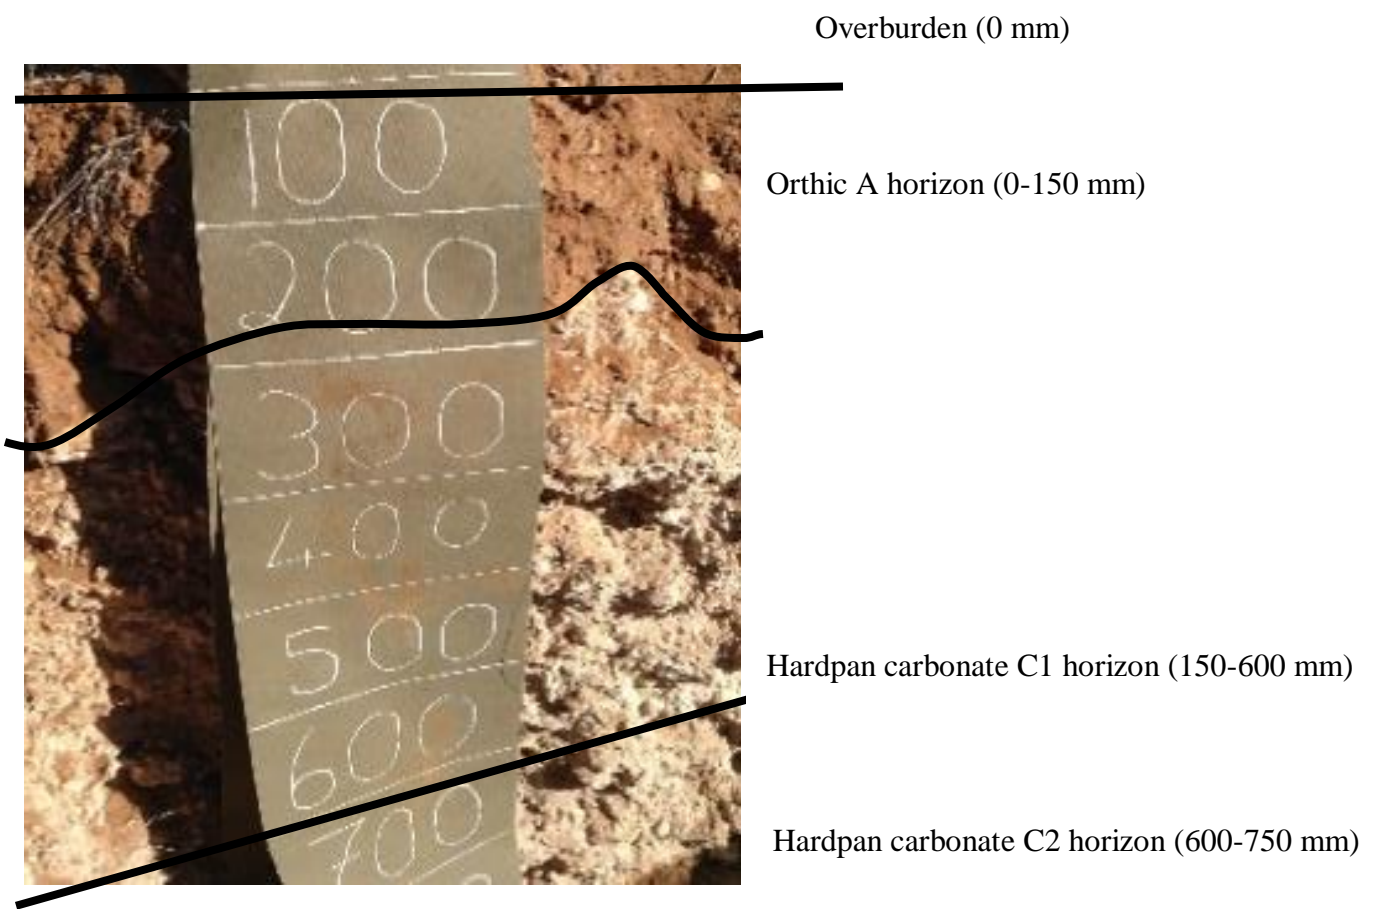 Overburden (0 mm)
100
Orthic A horizon (0-150 mm)
200
300
400
500
Hardpan carbonate C1 horizon (150-600 mm)
600
700
Hardpan carbonate C2 horizon (600-750 mm)